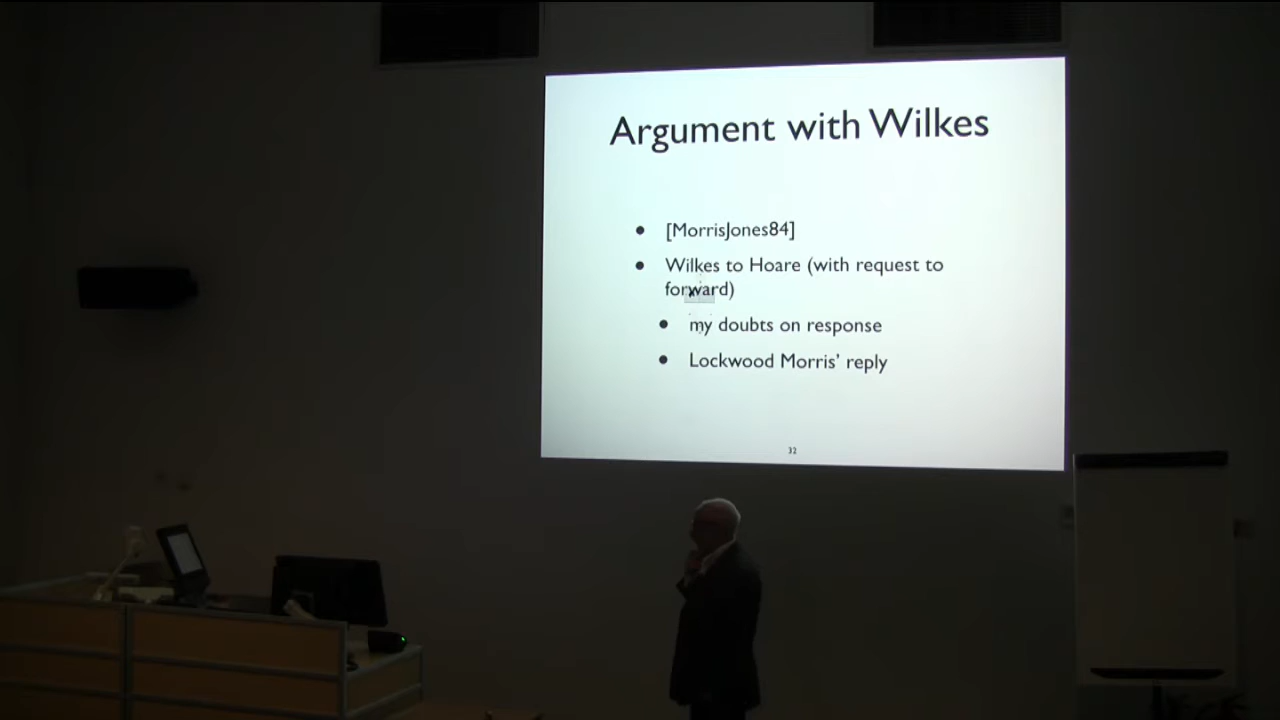 Argument with Wilkes
• [MorrisJones84]
• Wilkes to Hoare (with request to
forward)
• my doubts on response
• Lockwood Morris’ reply
32